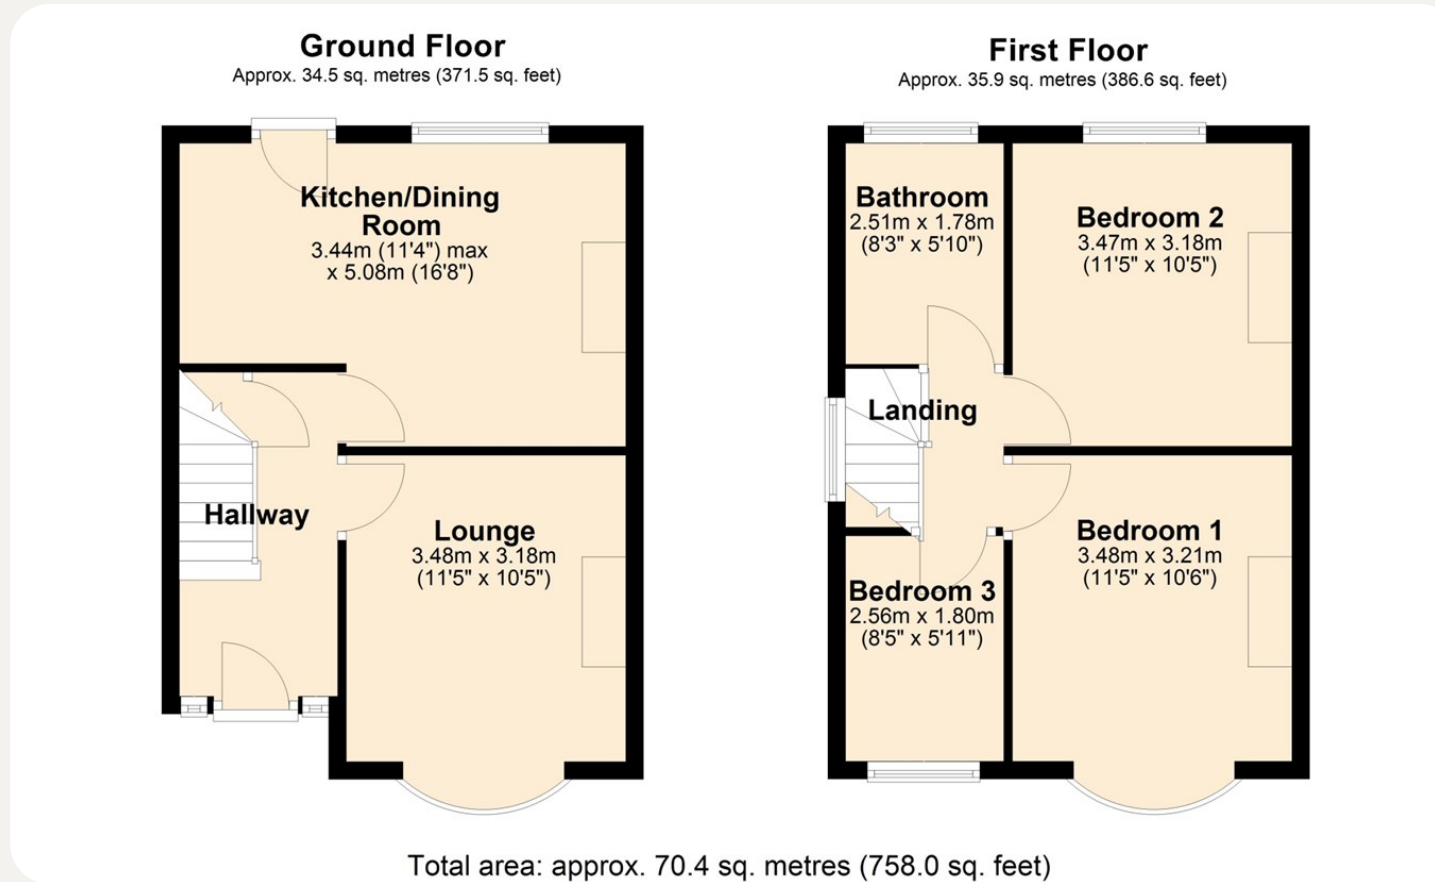 Ground Floor
Approx. 34.5 sq. metres (371.5 sq. feet)
Kitchen/Dining
Room
3.44m (11'4") max
x 5.08m (16'8")
Hallway
Lounge
3.48m x 3.18m
(11'5" x 10'5")
First Floor
Approx. 35.9 sq. metres (386.6 sq. feet)
Bathroom
2.51m x 1.78m
(8'3" x 5'10")
Bedroom 2
3.47m x 3.18m
(11'5" x 10'5")
Landing
Bedroom 1
3.48m x 3.21m
(11'5" x 10'6")
Bedroom 3
2.56m x 1.80m
(8'5" x 5'11")
Total area: approx. 70.4 sq. metres (758.0 sq. feet)